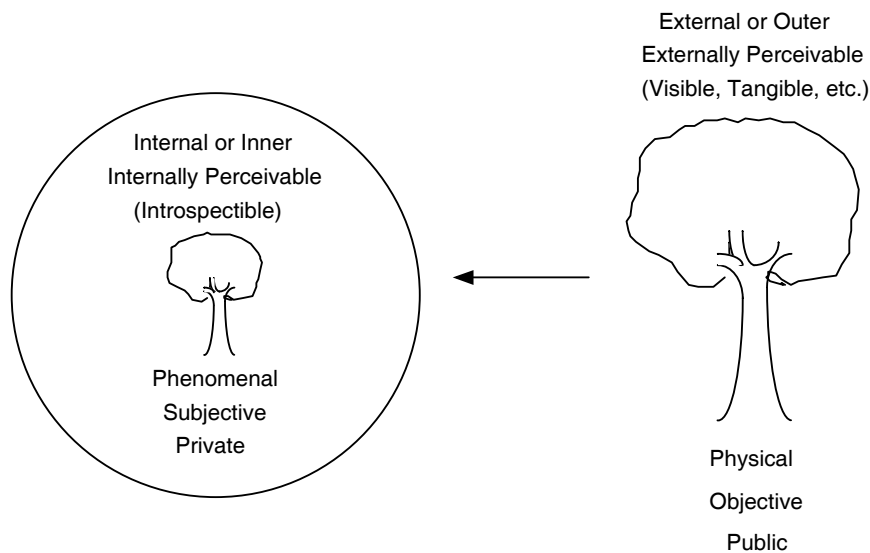 External or Outer
Externally Perceivable
(Visible, Tangible, etc.)
Internal or Inner
Internally Perceivable
(Introspectible)
Phenomenal
Subjective
Private
Physical
Objective
Public